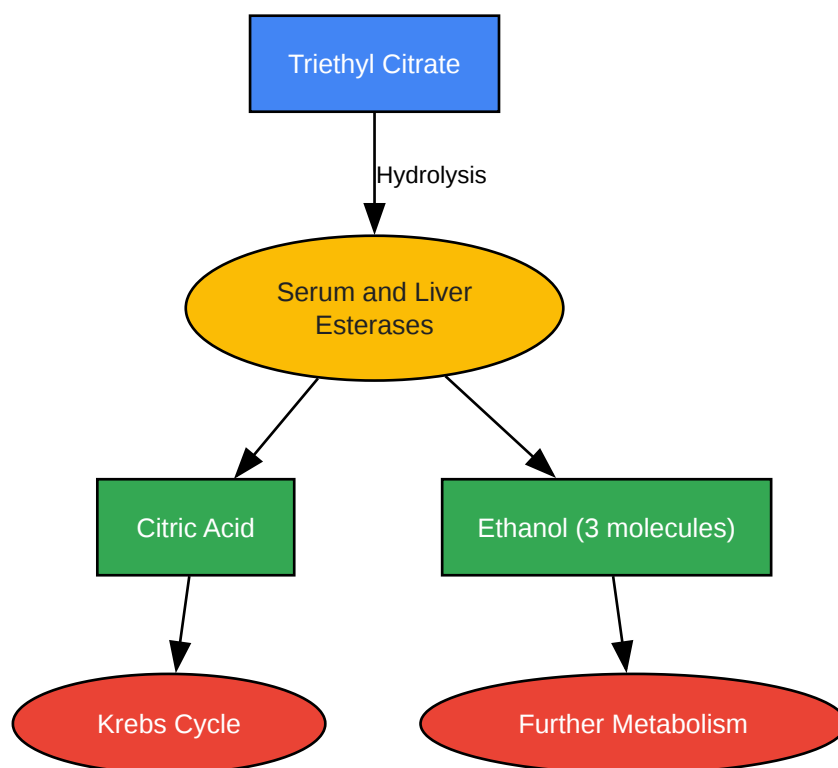 Triethyl Citrate
Hydrolysis
Serum and Liver
Esterases
Citric Acid
Ethanol (3 molecules)
Krebs Cycle
Further Metabolism